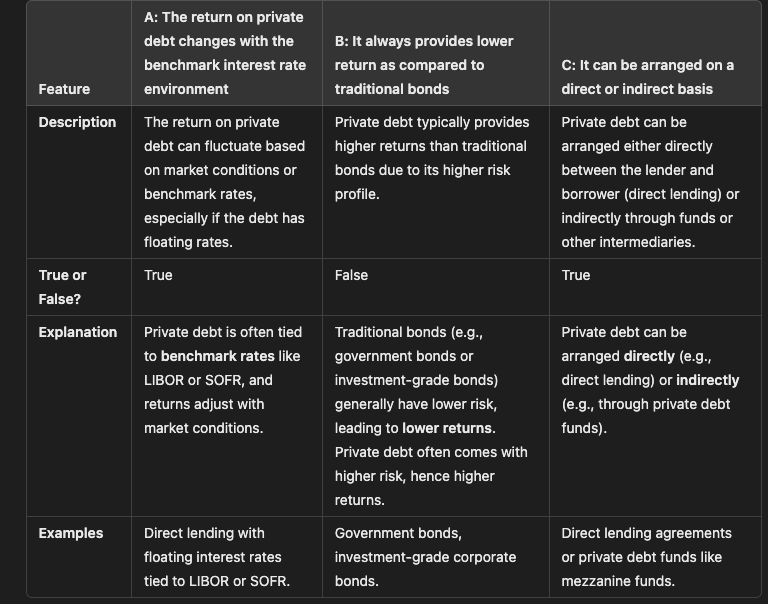 Feature
A: The return on private
debt changes with the
benchmark interest rate
environment
B: It always provides lower
return as compared to
traditional bonds
C: It can be arranged on a
direct or indirect basis
Description
The return on private
debt can fluctuate based
on market conditions or
benchmark rates,
especially if the debt has
floating rates.
Private debt typically provides
higher returns than traditional
bonds due to its higher risk
profile.
Private debt can be
arranged either directly
between the lender and
borrower (direct lending) or
indirectly through funds or
other intermediaries.
True or
False?
True
False
True
Explanation
Private debt is often tied
to benchmark rates like
LIBOR or SOFR, and
returns adjust with
market conditions.
Traditional bonds (e.g.,
government bonds or
investment-grade bonds)
generally have lower risk,
leading to lower returns.
Private debt often comes with
higher risk, hence higher
returns.
Private debt can be
arranged directly (e.g.,
direct lending) or indirectly
(e.g., through private debt
funds).
Examples
Direct lending with
floating interest rates
tied to LIBOR or SOFR.
Government bonds,
investment-grade corporate
bonds.
Direct lending agreements
or private debt funds like
mezzanine funds.